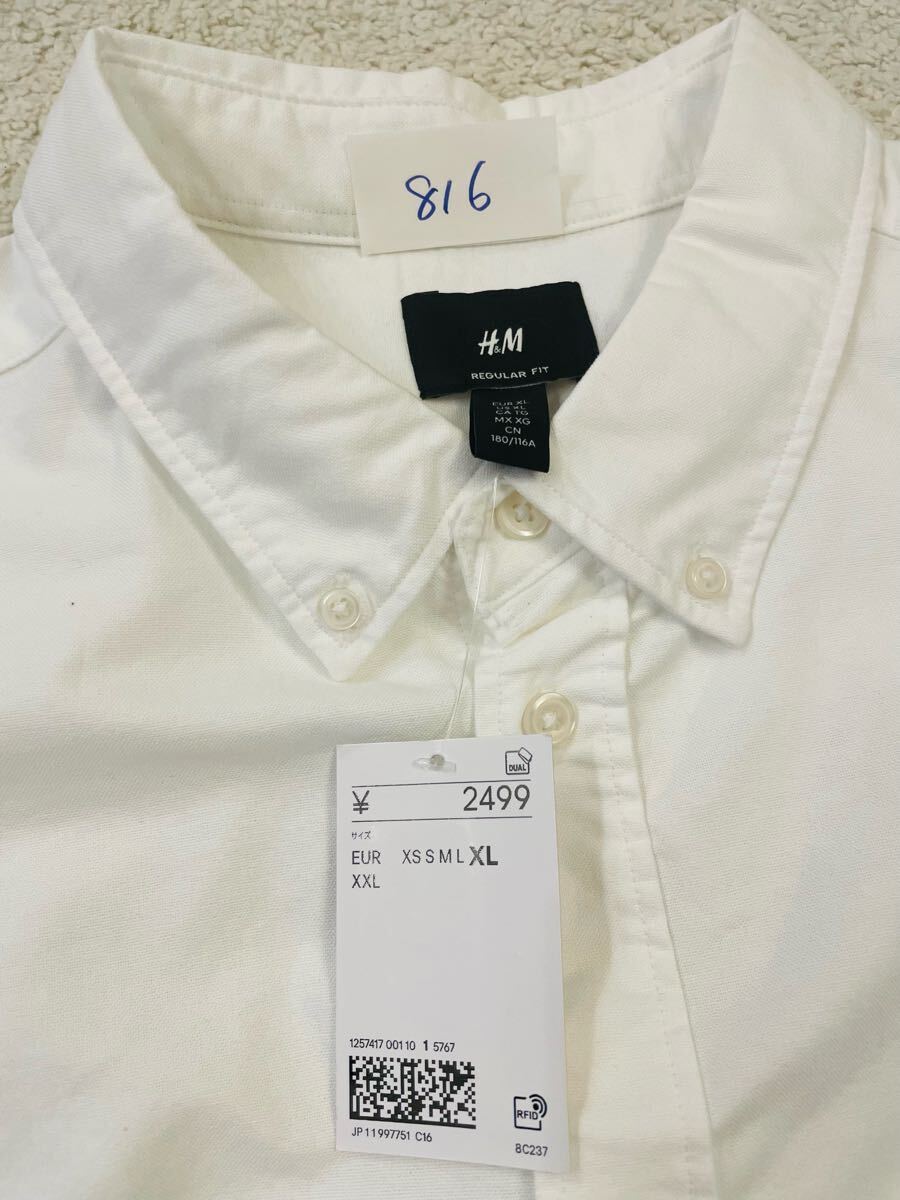 816
H&M
REGULAR FIT
EUR XL
US XL
CA TG
MX XG
CN
180/116A
DUAL
¥ 2499
サイズ
EUR XS S M L XL
XXL
1257417 001 10 1 5767
RFID
JP 11997751 C16
8C237